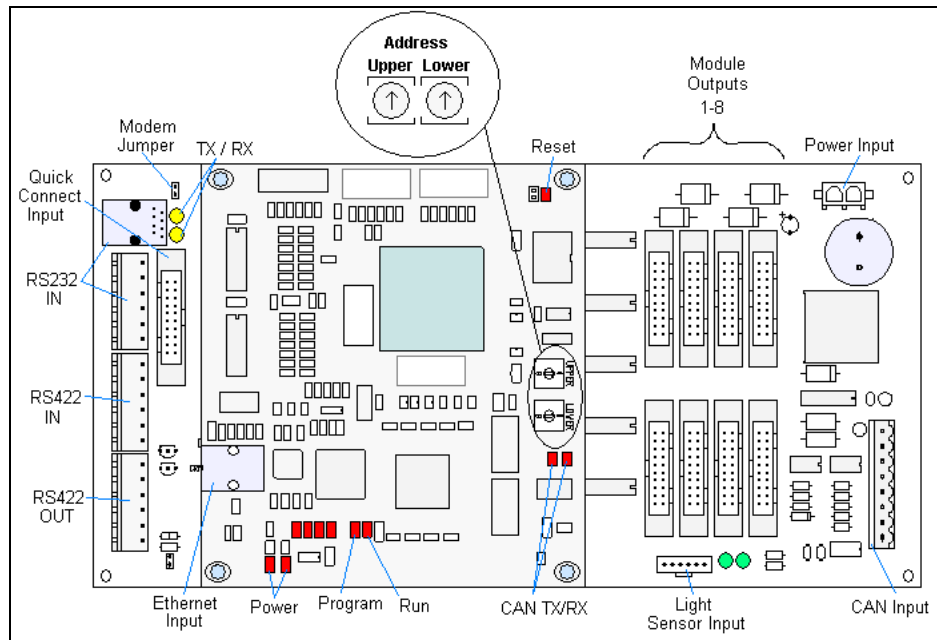 Address
Upper Lower
Module
Outputs
1-8
Modem
Jumper
TX / RX
Reset
Power Input
Quick
Connect
Input
RS232
IN
UPPER
RS422
IN
LOWER
RS422
OUT
Ethernet
Input
Power
Program
Run
CAN TX/RX
Light
Sensor Input
CAN Input